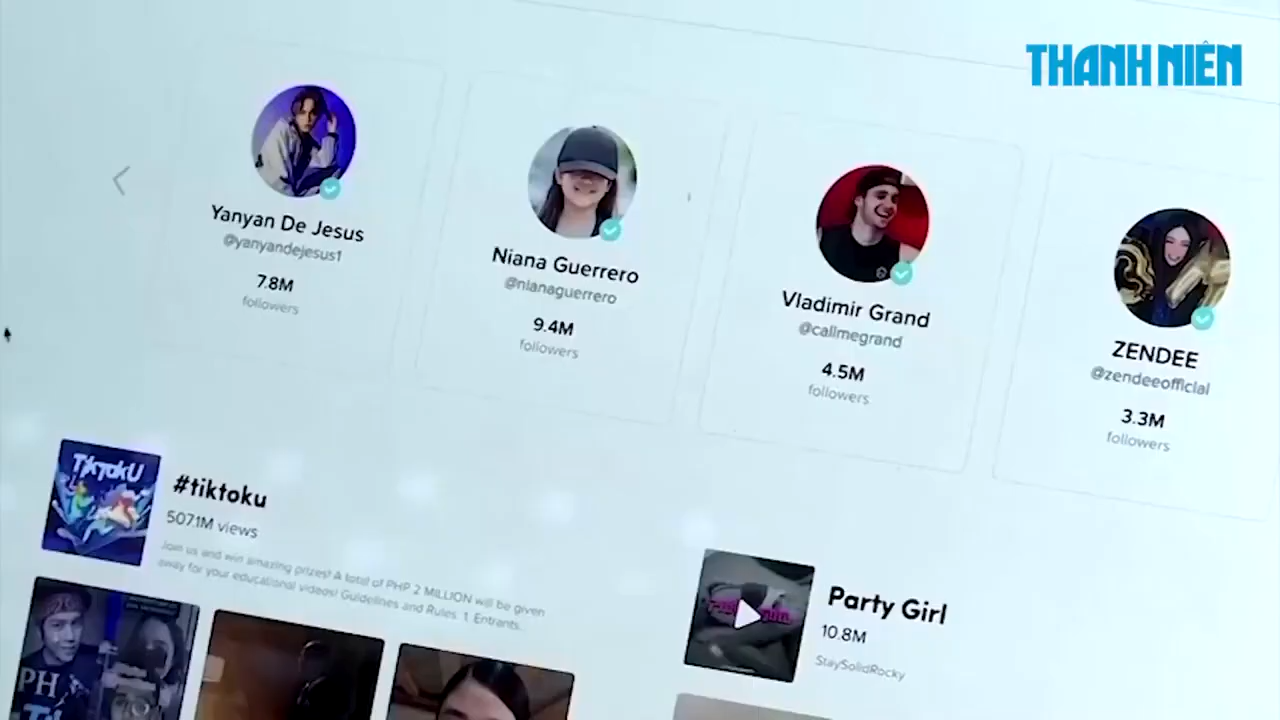 THANH NIÊN
Yanyan De Jesus
@yanyandejesus1
7.8M
followers
Niana Guerrero
@nianaguerrero
9.4M
followers
Vladimir Grand
@callmegrand
4.5M
followers
ZENDEE
@zendeeofficial
3.3M
followers
TikTokU
#tiktoku
507.1M views
Join us and win amazing prizes! A total of PHP 2 MILLION will be given
away for your educational videos! Guidelines and Rules. 1. Entrants...
PH
Party Girl
10.8M
StaySolidRocky